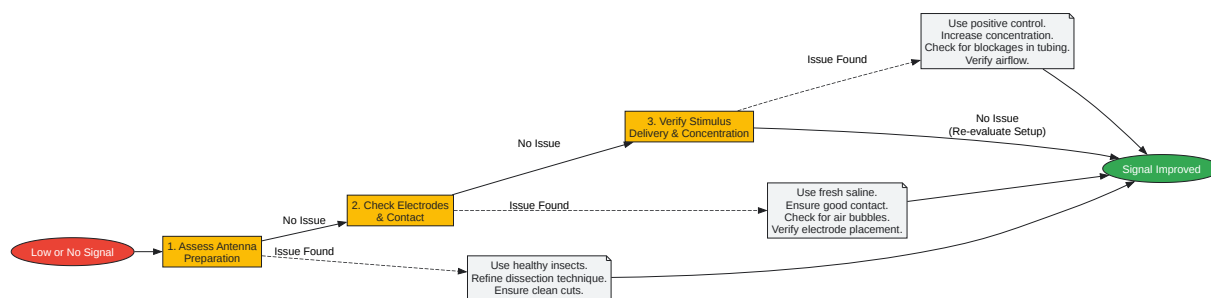 Low or No Signal
1. Assess Antenna
Preparation
No Issue
Issue Found
2. Check Electrodes
& Contact
No Issue
Issue Found
3. Verify Stimulus
Delivery & Concentration
Issue Found
No Issue
(Re-evaluate Setup)
Use positive control.
Increase concentration.
Check for blockages in tubing.
Verify airflow.
Use fresh saline.
Ensure good contact.
Check for air bubbles.
Verify electrode placement.
Use healthy insects.
Refine dissection technique.
Ensure clean cuts.
Signal Improved